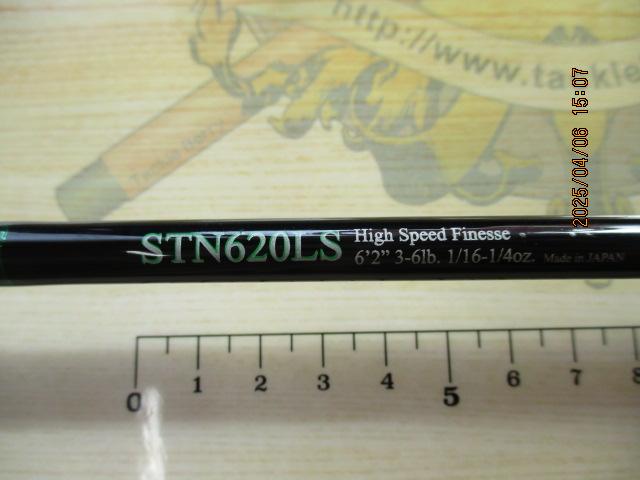 http://www.tackle
2025/04/06 15:07
STN620LS
High Speed Finesse
6'2" 3-6lb. 1/16-1/4oz. Made in JAPAN
0 1 2 3 4 5 6 7 8